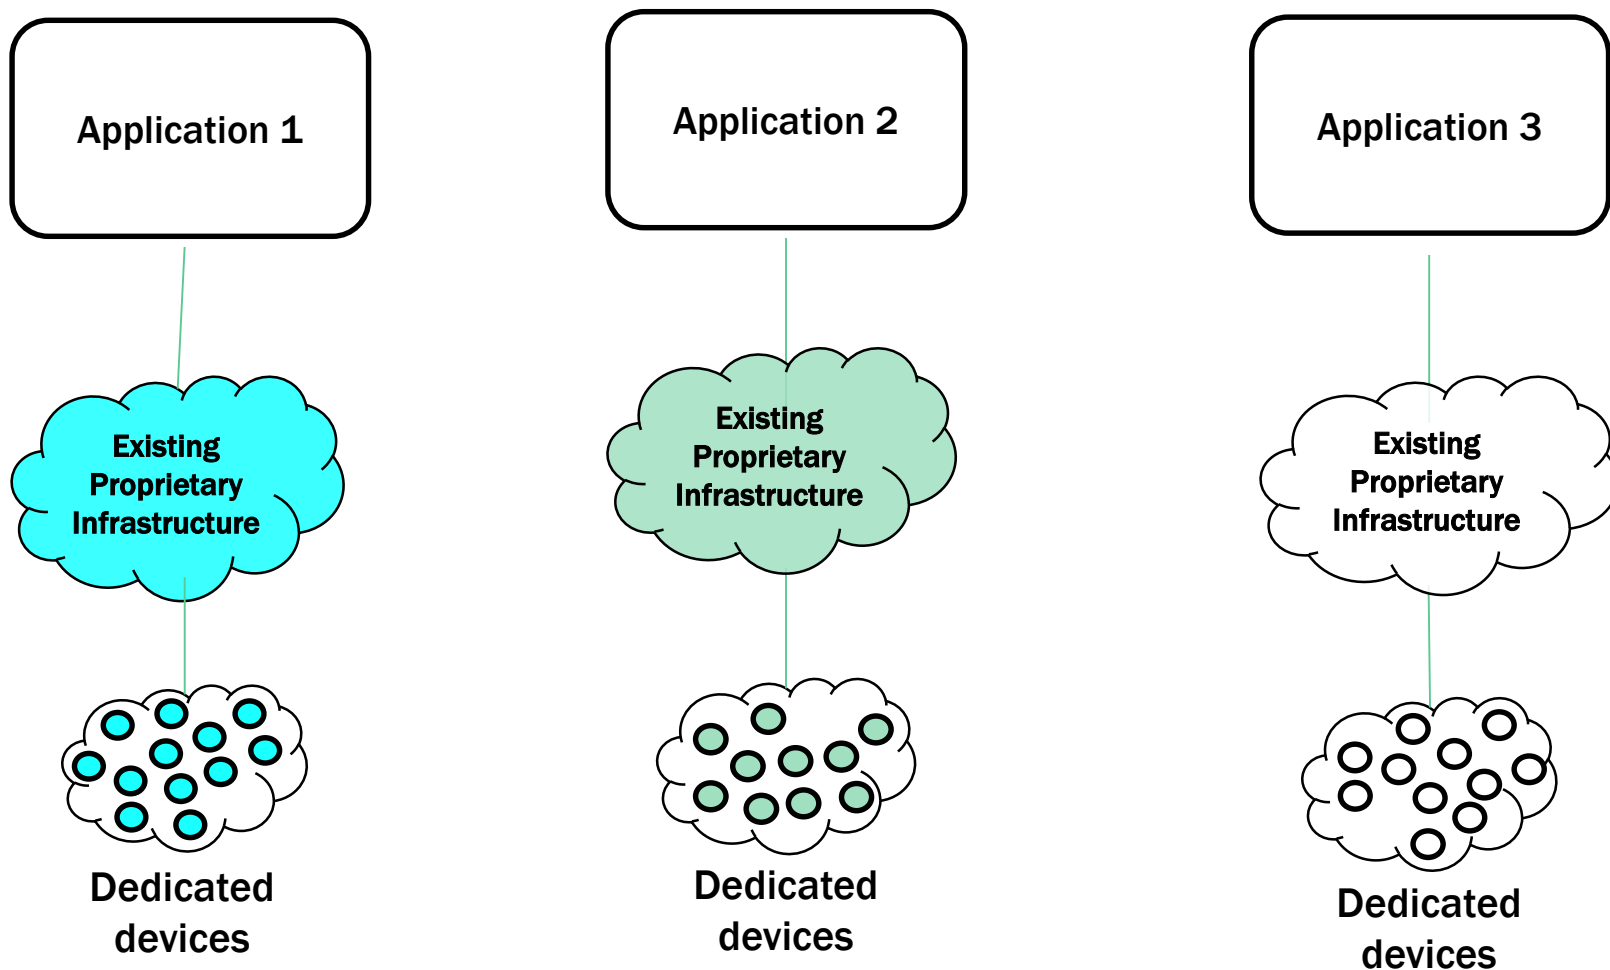 Application 1
Application 2
Application 3
Existing
Proprietary
Infrastructure
Existing
Proprietary
Infrastructure
Existing
Proprietary
Infrastructure
Dedicated
devices
Dedicated
devices
Dedicated
devices